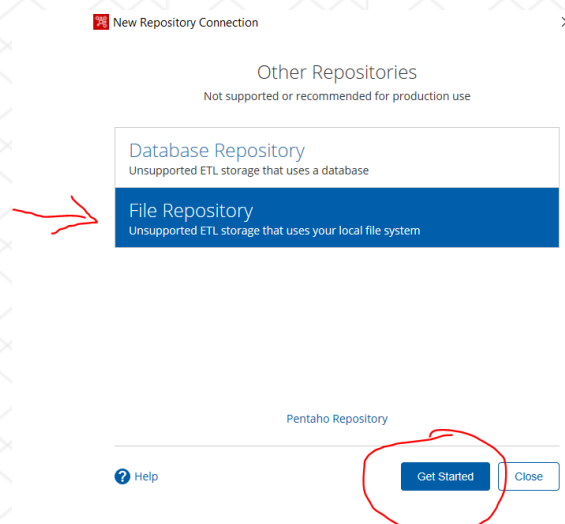 New Repository Connection
Other Repositories
Not supported or recommended for production use
Database Repository
Unsupported ETL storage that uses a database
File Repository
Unsupported ETL storage that uses your local file system
Pentaho Repository
? Help
Get Started
Close